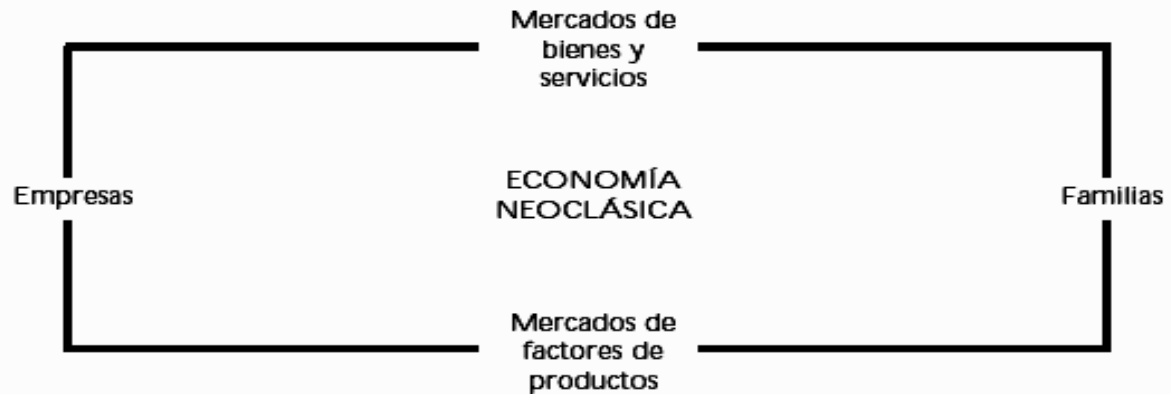 Mercados de
bienes y
servicios
Empresas
ECONOMÍA
NEOCLÁSICA
Familias
Mercados de
factores de
productos